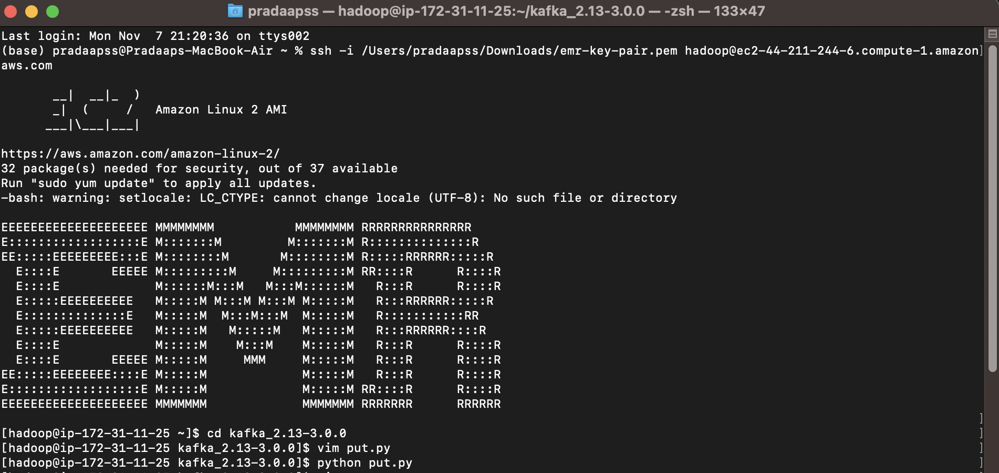 pradaapss — hadoop@ip-172-31-11-25:~/kafka_2.13-3.0.0 — -zsh — 133×47
Last login: Mon Nov  7 21:20:36 on ttys002
(base) pradaapss@Pradaaps-MacBook-Air ~ % ssh -i /Users/pradaapss/Downloads/emr-key-pair.pem hadoop@ec2-44-211-244-6.compute-1.amazon]
aws.com

       __|  __|_  )
       _|  (     /   Amazon Linux 2 AMI
      ___|\___|___|

https://aws.amazon.com/amazon-linux-2/
32 package(s) needed for security, out of 37 available
Run "sudo yum update" to apply all updates.
-bash: warning: setlocale: LC_CTYPE: cannot change locale (UTF-8): No such file or directory

EEEEEEEEEEEEEEEEEEEE MMMMMMMM           MMMMMMMM RRRRRRRRRRRRRRR
E::::::::::::::::::E M:::::::M         M:::::::M R::::::::::::::R
EE:::::EEEEEEEEE:::E M::::::::M       M::::::::M R:::::RRRRRR:::::R
  E::::E       EEEEE M:::::::::M     M:::::::::M RR::::R      R::::R
  E::::E             M::::::M:::M   M:::M::::::M   R:::R      R::::R
  E:::::EEEEEEEEEE   M:::::M M:::M M:::M M:::::M   R:::RRRRRR:::::R
  E::::::::::::::E   M:::::M  M:::M:::M  M:::::M   R:::::::::::RR
  E:::::EEEEEEEEEE   M:::::M   M:::::M   M:::::M   R:::RRRRRR::::R
  E::::E             M:::::M    M:::M    M:::::M   R:::R      R::::R
  E::::E       EEEEE M:::::M     MMM     M:::::M   R:::R      R::::R
EE:::::EEEEEEEE::::E M:::::M             M:::::M   R:::R      R::::R
E::::::::::::::::::E M:::::M             M:::::M RR::::R      R::::R
EEEEEEEEEEEEEEEEEEEE MMMMMMM             MMMMMMM RRRRRRR      RRRRRR

[hadoop@ip-172-31-11-25 ~]$ cd kafka_2.13-3.0.0
[hadoop@ip-172-31-11-25 kafka_2.13-3.0.0]$ vim put.py
[hadoop@ip-172-31-11-25 kafka_2.13-3.0.0]$ python put.py